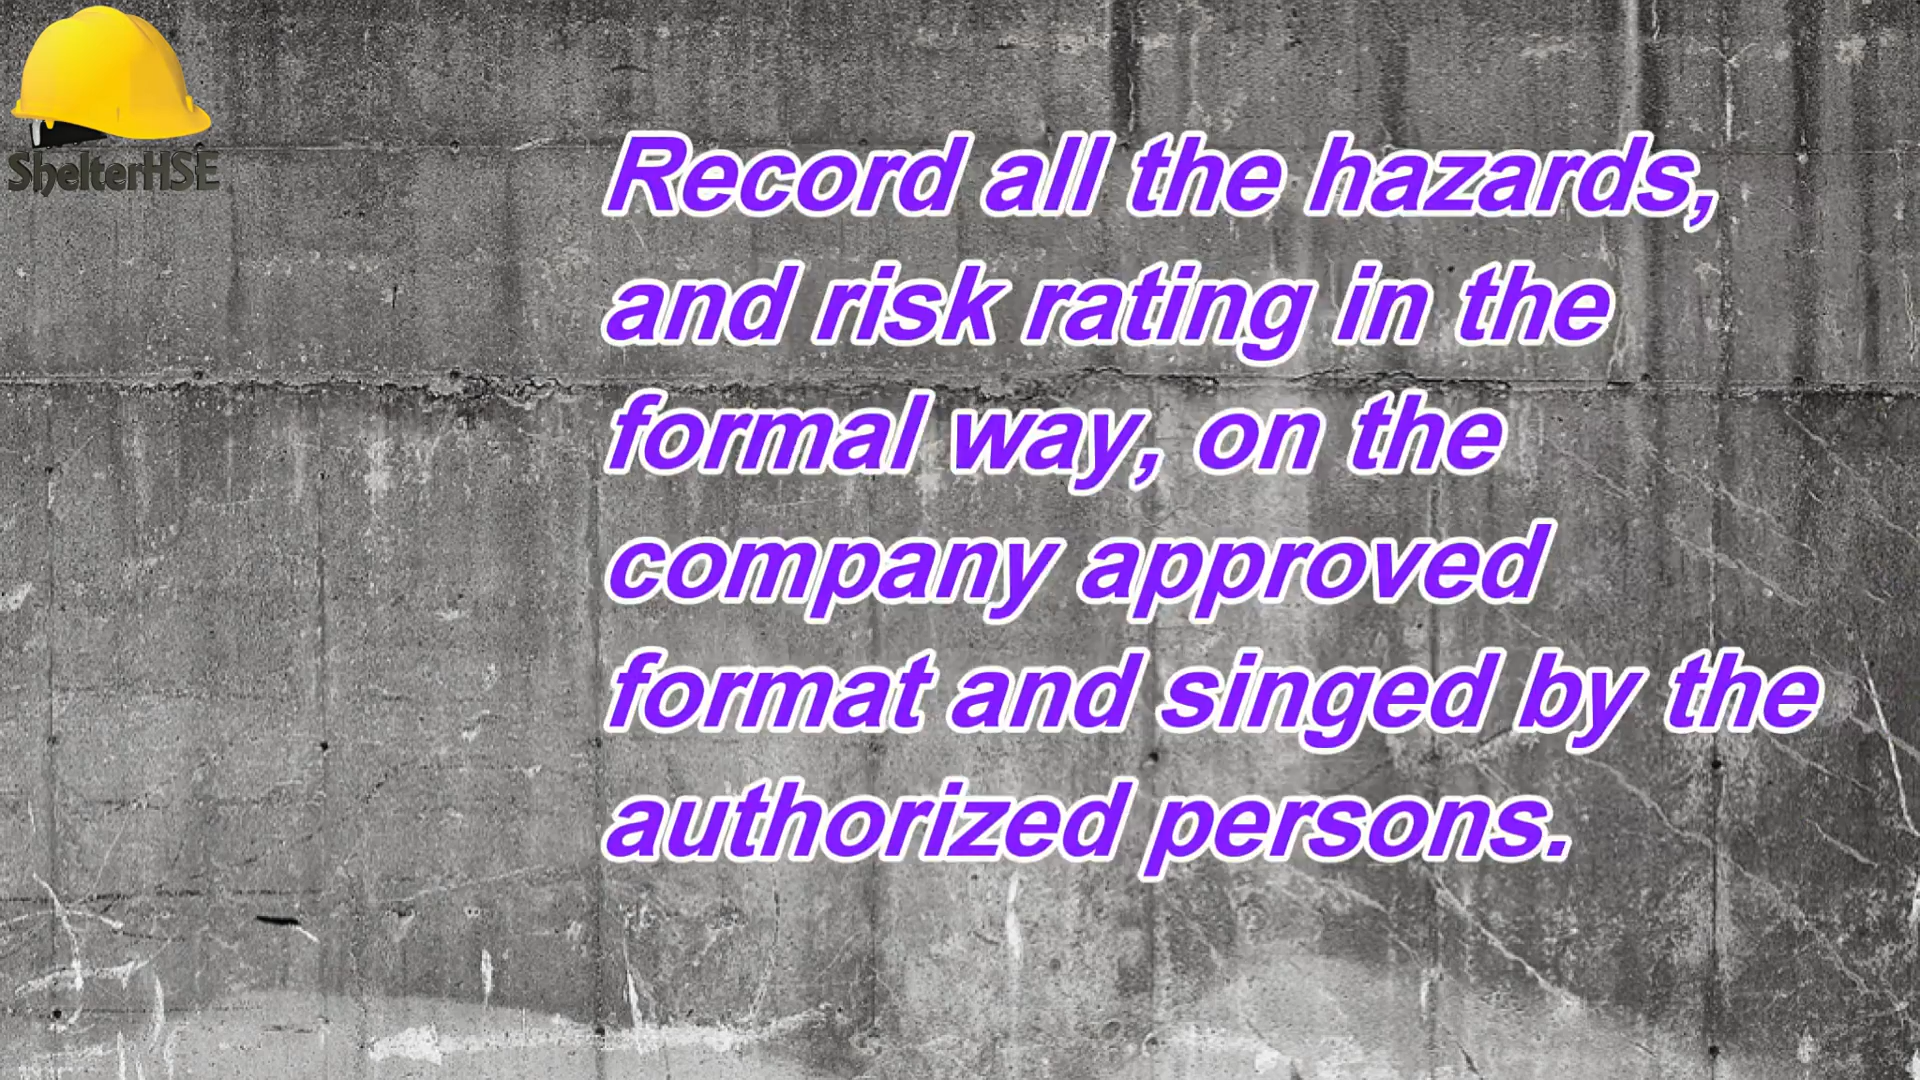 ShelterHSE
Record all the hazards,
and risk rating in the
formal way, on the
company approved
format and singed by the
authorized persons.